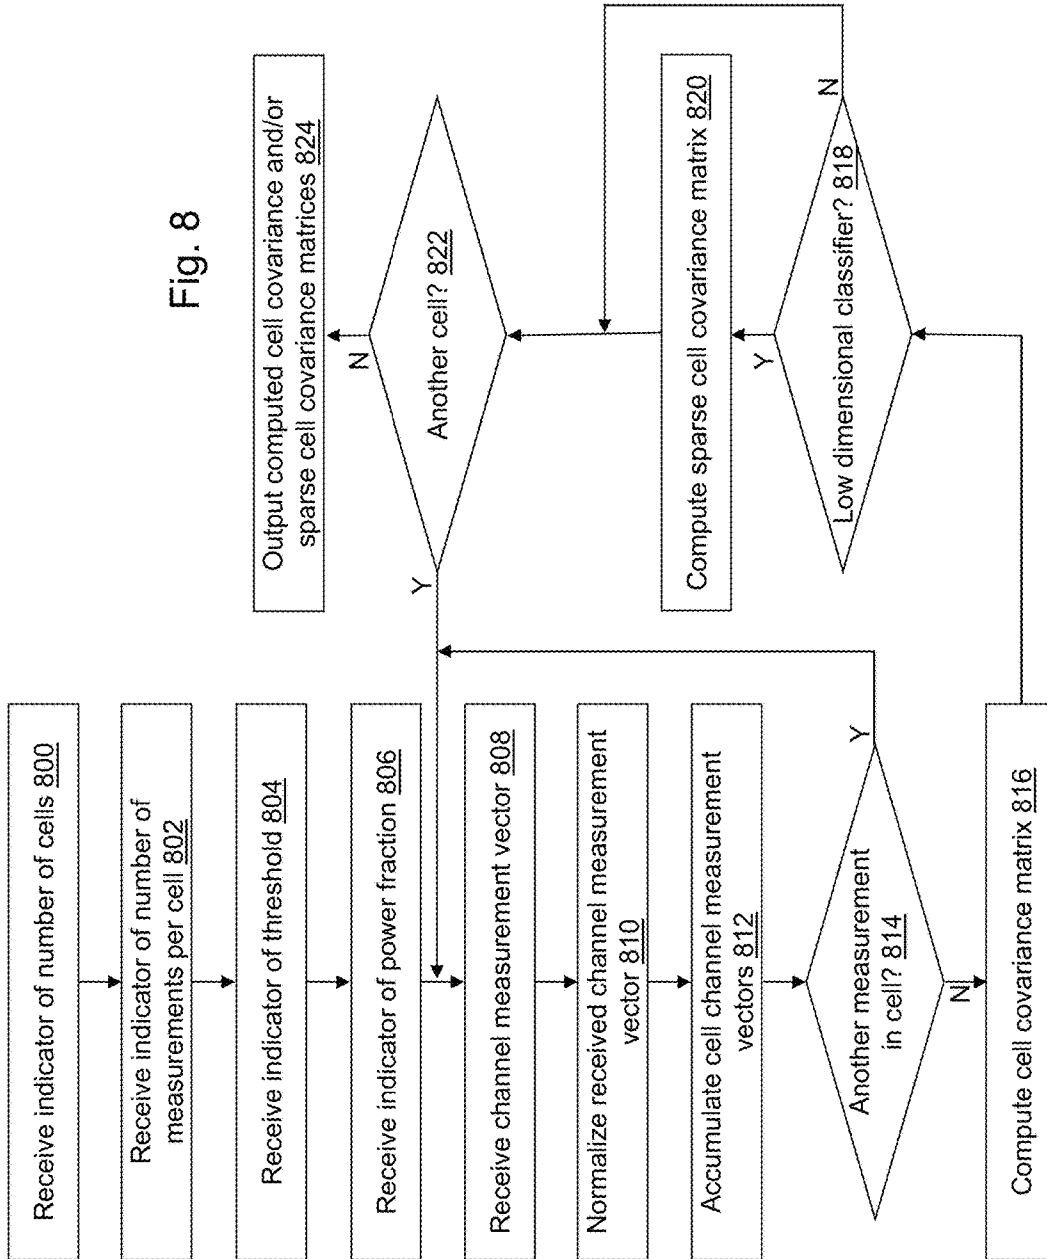 Fig. 8
Receive indicator of number of cells 800
Receive indicator of number of
measurements per cell 802
Receive indicator of threshold 804
Receive indicator of power fraction 806
Receive channel measurement vector 808
Normalize received channel measurement
vector 810
Accumulate cell channel measurement
vectors 812
Another measurement
in cell? 814
Y
N
Compute cell covariance matrix 816
Low dimensional classifier? 818
Y
N
Compute sparse cell covariance matrix 820
Another cell? 822
Y
N
Output computed cell covariance and/or
sparse cell covariance matrices 824